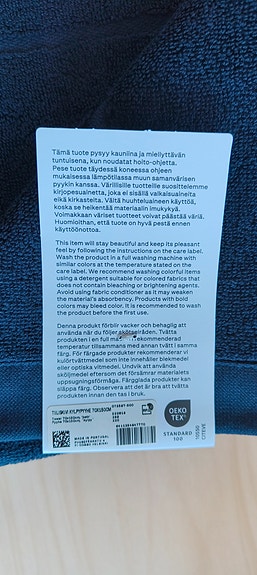 Tämä tuote pysyy kauniina ja miellyttävän
tuntuisena, kun noudatat hoito-ohjetta.
Pese tuote täydessä koneessa ohjeen
mukaisessa lämpötilassa muun samanvärisen
pyykin kanssa. Värillisille tuotteille suosittelemme
kirjopesuainetta, joka ei sisällä valkaisuaineita
eikä kirkasteita. Vältä huuhteluaineen käyttöä,
koska se heikentää materiaalin imukykyä.
Voimakkaan väriset tuotteet voivat päästää väriä.
Huomioithan, että tuote on hyvä pestä ennen
käyttöönottoa.
This item will stay beautiful and keep its pleasant
feel by following the instructions on the care label.
Wash the product in a full washing machine with
similar colors at the temperature stated on the
care label. We recommend washing colorful items
using a detergent suitable for colored fabrics that
does not contain bleaching or brightening agents.
Avoid using fabric conditioner as it may weaken
the material's absorbency. Products with bold
colors may bleed color. It is recommended to wash
the product before the first use.
Denna produkt förblir vacker och behaglig att
använda när du följer skötselråden. Tvätta
produkten i en full rekommenderad
temperatur tillsammans med annan tvätt i samma
färg. För färgade produkter rekommenderar vi
kulörtvättmedel som inte innehåller blekmedel
eller optiska vitmedel. Undvik att använda
sköljmedel eftersom det försämrar materialets
uppsugningsförmåga. Färgglada produkter kan
släppa färg. Observera att det är bra att tvätta
produkten innan den tas i bruk.
MADE IN PORTUGAL
OEKO
TEX®
STANDARD
100
CITEVE